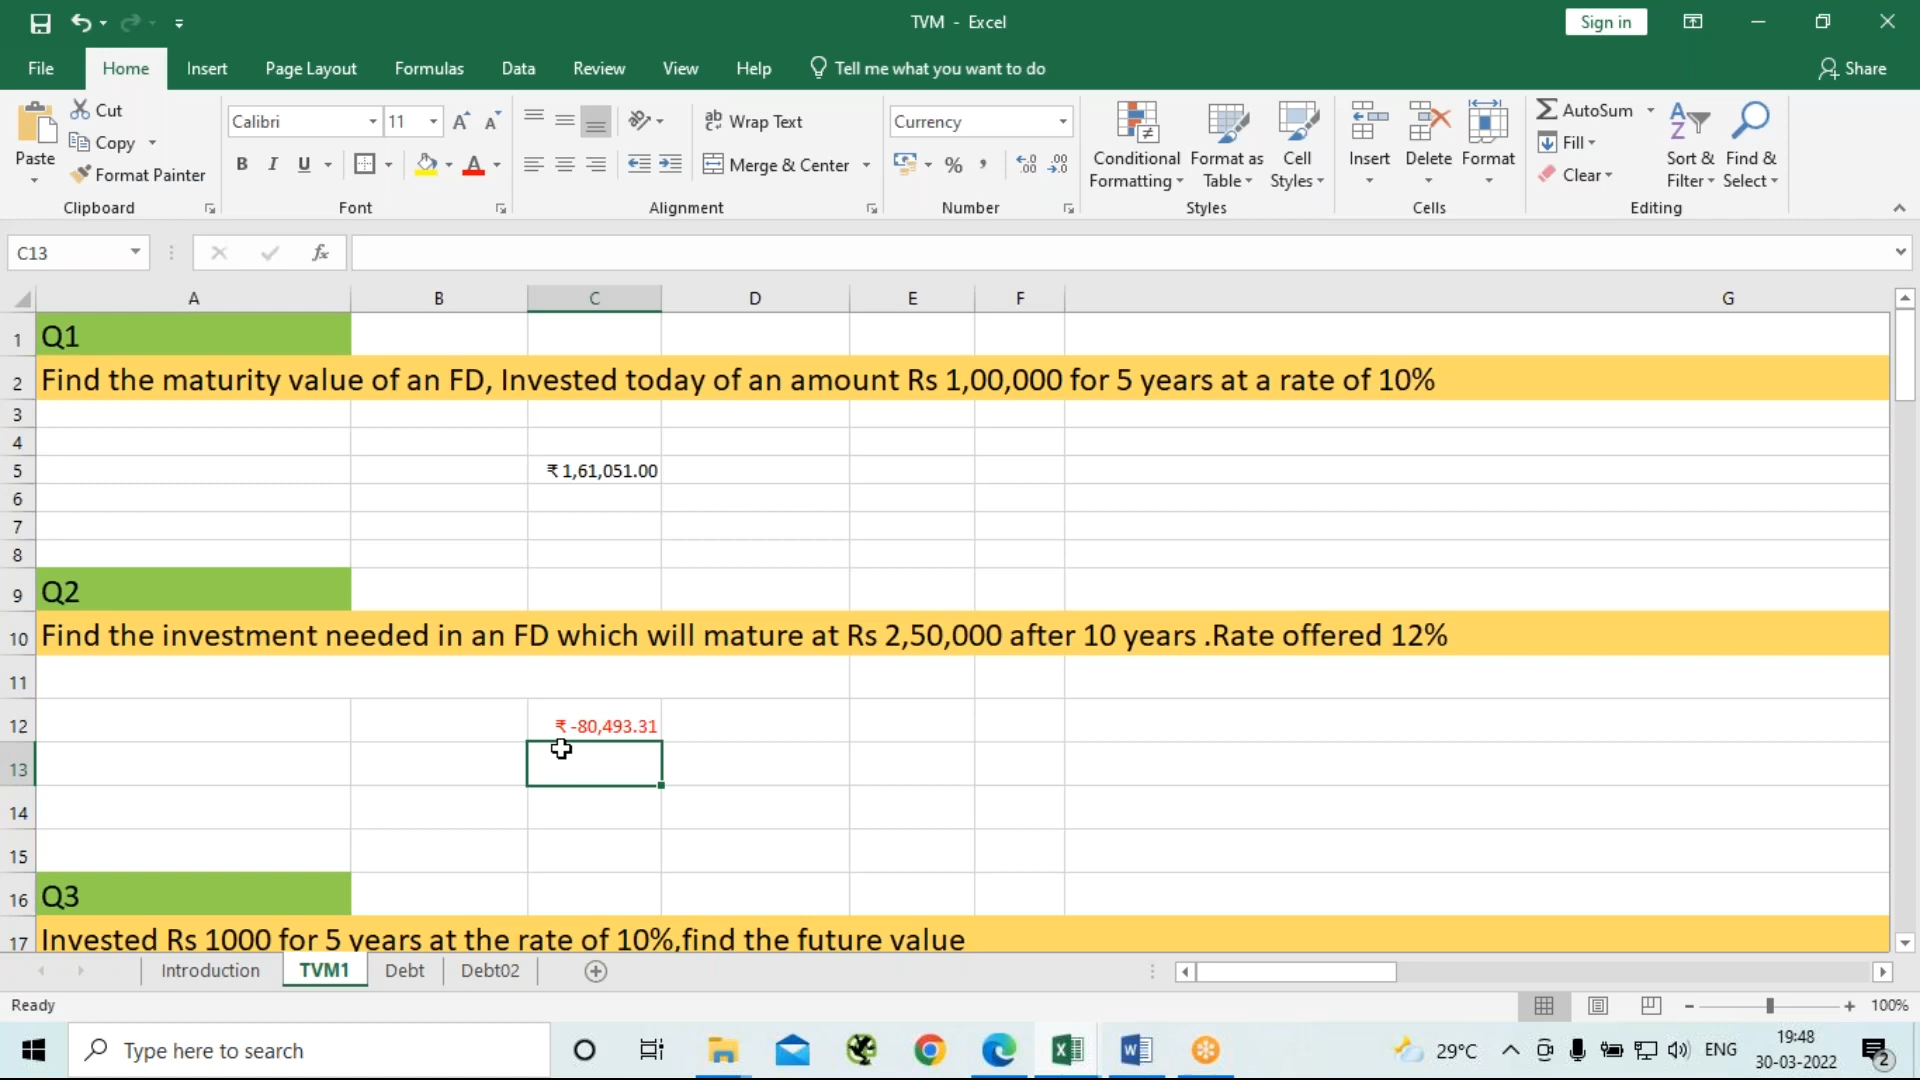 TVM - Excel
Sign in
File Home Insert Page Layout Formulas Data Review View Help Tell me what you want to do Share
Paste
Cut
Copy
Format Painter
Clipboard
Calibri 11
B I U
Font
ab Wrap Text
Merge & Center
Alignment
Currency
% ,
Number
Conditional Formatting
Format as Table
Cell Styles
Styles
Insert Delete Format
Cells
AutoSum
Fill
Clear
Sort & Filter
Find & Select
Editing
C13 fx
A B C D E F G
1 Q1
2 Find the maturity value of an FD, Invested today of an amount Rs 1,00,000 for 5 years at a rate of 10%
3
4
5 ₹ 1,61,051.00
6
7
8
9 Q2
10 Find the investment needed in an FD which will mature at Rs 2,50,000 after 10 years .Rate offered 12%
11
12 ₹ -80,493.31
13
14
15
16 Q3
17 Invested Rs 1000 for 5 years at the rate of 10%,find the future value
Introduction TVM1 Debt Debt02
Ready 100%
Type here to search
29°C ENG
19:48
30-03-2022
2